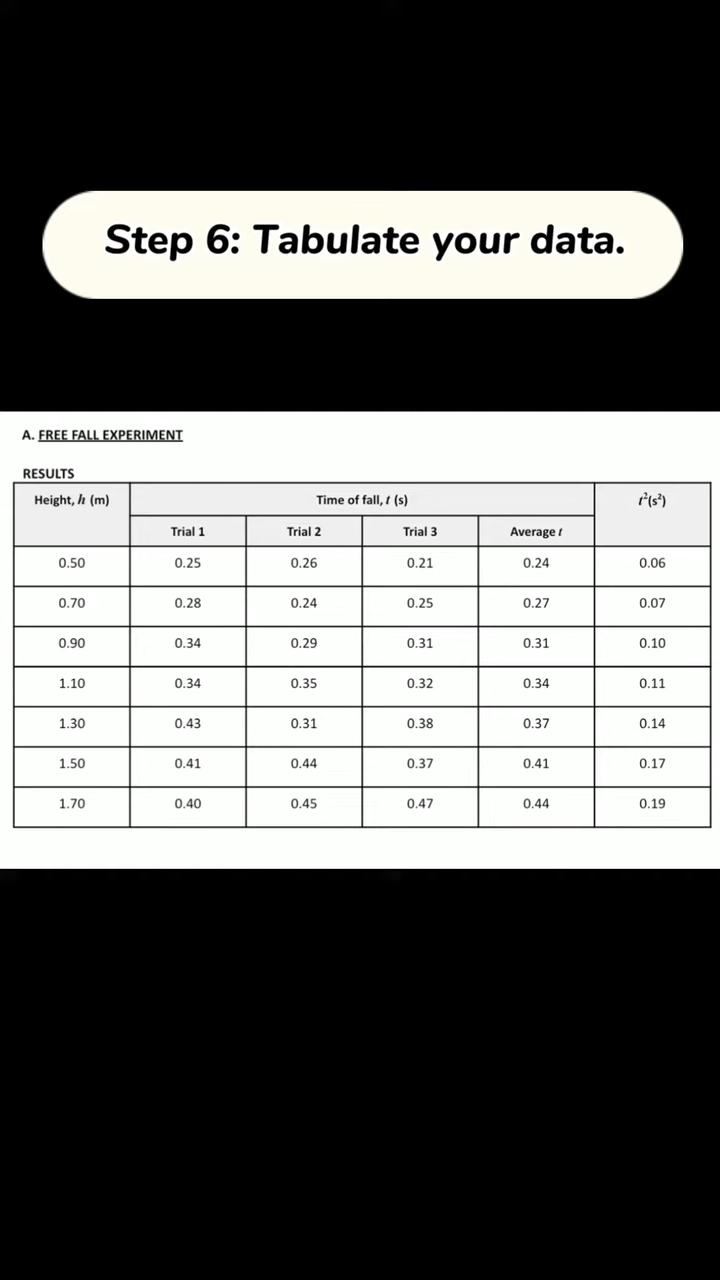 Step 6: Tabulate your data.
A. FREE FALL EXPERIMENT
RESULTS
Height, h (m) Time of fall, t (s) t²(s²)
Trial 1 Trial 2 Trial 3 Average t
0.50 0.25 0.26 0.21 0.24 0.06
0.70 0.28 0.24 0.25 0.27 0.07
0.90 0.34 0.29 0.31 0.31 0.10
1.10 0.34 0.35 0.32 0.34 0.11
1.30 0.43 0.31 0.38 0.37 0.14
1.50 0.41 0.44 0.37 0.41 0.17
1.70 0.40 0.45 0.47 0.44 0.19